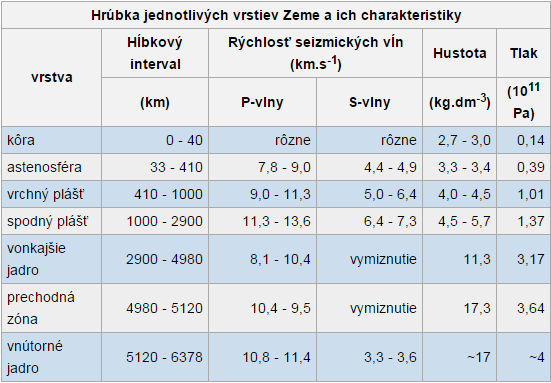 Hrúbka jednotlivých vrstiev Zeme a ich charakteristiky
vrstva Hĺbkový interval Rýchlosť seizmických vĺn (km.s-1) Hustota Tlak
(km) P-vlny S-vlny (kg.dm-3) (1011 Pa)
kôra 0 - 40 rôzne rôzne 2,7 - 3,0 0,14
astenosféra 33 - 410 7,8 - 9,0 4,4 - 4,9 3,3 - 3,4 0,39
vrchný plášť 410 - 1000 9,0 - 11,3 5,0 - 6,4 4,0 - 4,5 1,01
spodný plášť 1000 - 2900 11,3 - 13,6 6,4 - 7,3 4,5 - 5,7 1,37
vonkajšie jadro 2900 - 4980 8,1 - 10,4 vymiznutie 11,3 3,17
prechodná zóna 4980 - 5120 10,4 - 9,5 vymiznutie 17,3 3,64
vnútorné jadro 5120 - 6378 10,8 - 11,4 3,3 - 3,6 ~17 ~4